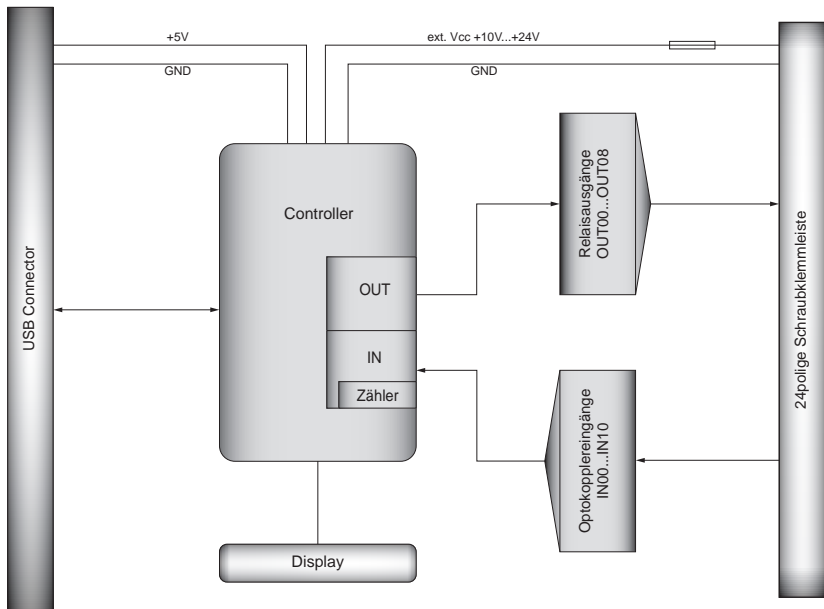 +5V
GND
ext. Vcc +10V...+24V
GND
USB Connector
Controller
OUT
IN
Zähler
Display
Relaisausgänge
OUT00...OUT08
Optokopplereingänge
IN00...IN10
24polige Schraubklemmleiste